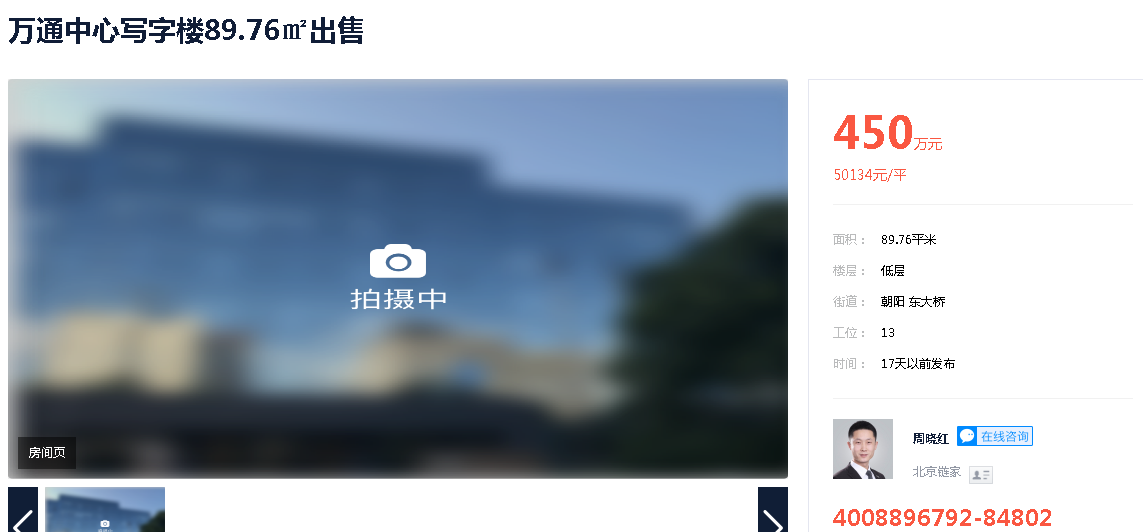 万通中心写字楼89.76㎡出售
拍摄中
房间页
450万元
50134元/平
面积： 89.76平米
楼层： 低层
街道： 朝阳 东大桥
工位： 13
时间： 17天以前发布
周晓红 在线咨询
北京链家
4008896792-84802